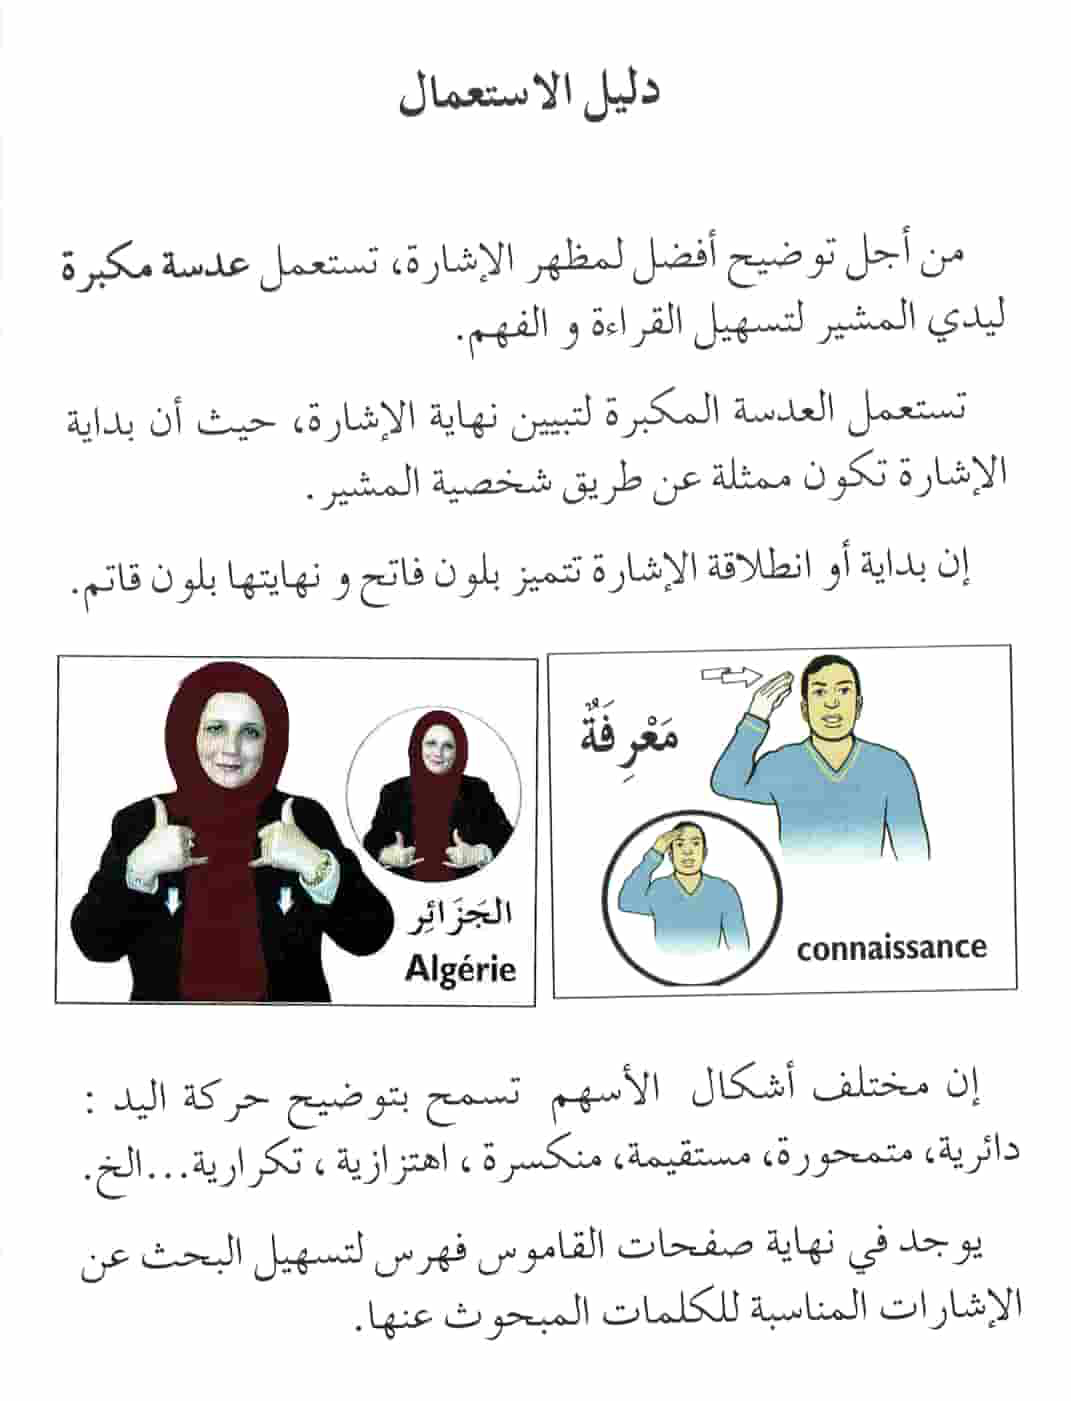 دليل الاستعمال
من أجل توضيح أفضل لمظهر الإشارة، تستعمل عدسة مكبرة
ليدي المشير لتسهيل القراءة و الفهم.
تستعمل العدسة المكبرة لتبيين نهاية الإشارة، حيث أن بداية
الإشارة تكون ممثلة عن طريق شخصية المشير.
إن بداية أو انطلاقة الإشارة تتميز بلون فاتح و نهايتها بلون قاتم.
مَعْرِفَةٌ
connaissance
الجَزَائِر
Algérie
إن مختلف أشكال الأسهم تسمح بتوضيح حركة اليد :
دائرية، متمحورة، مستقيمة، منكسرة ، اهتزازية ، تكرارية...الخ.
يوجد في نهاية صفحات القاموس فهرس لتسهيل البحث عن
الإشارات المناسبة للكلمات المبحوث عنها.